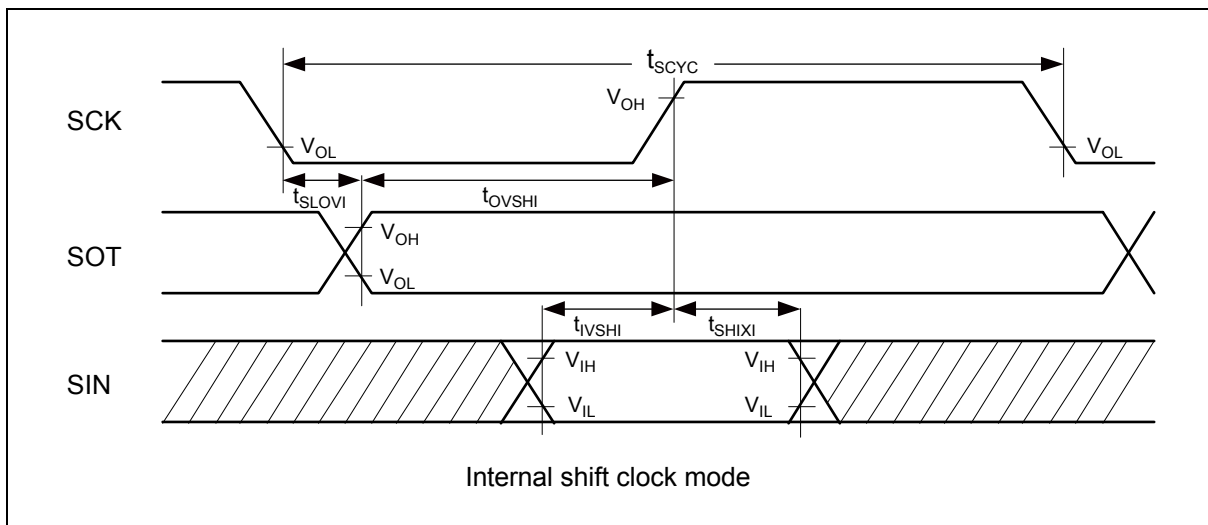 tSCYC
SCK
VOH
VOL
VOL
tSLOVI
tOVSHI
SOT
VOH
VOL
tIVSHI
tSHIXI
SIN
VIH
VIH
VIL
VIL
Internal shift clock mode